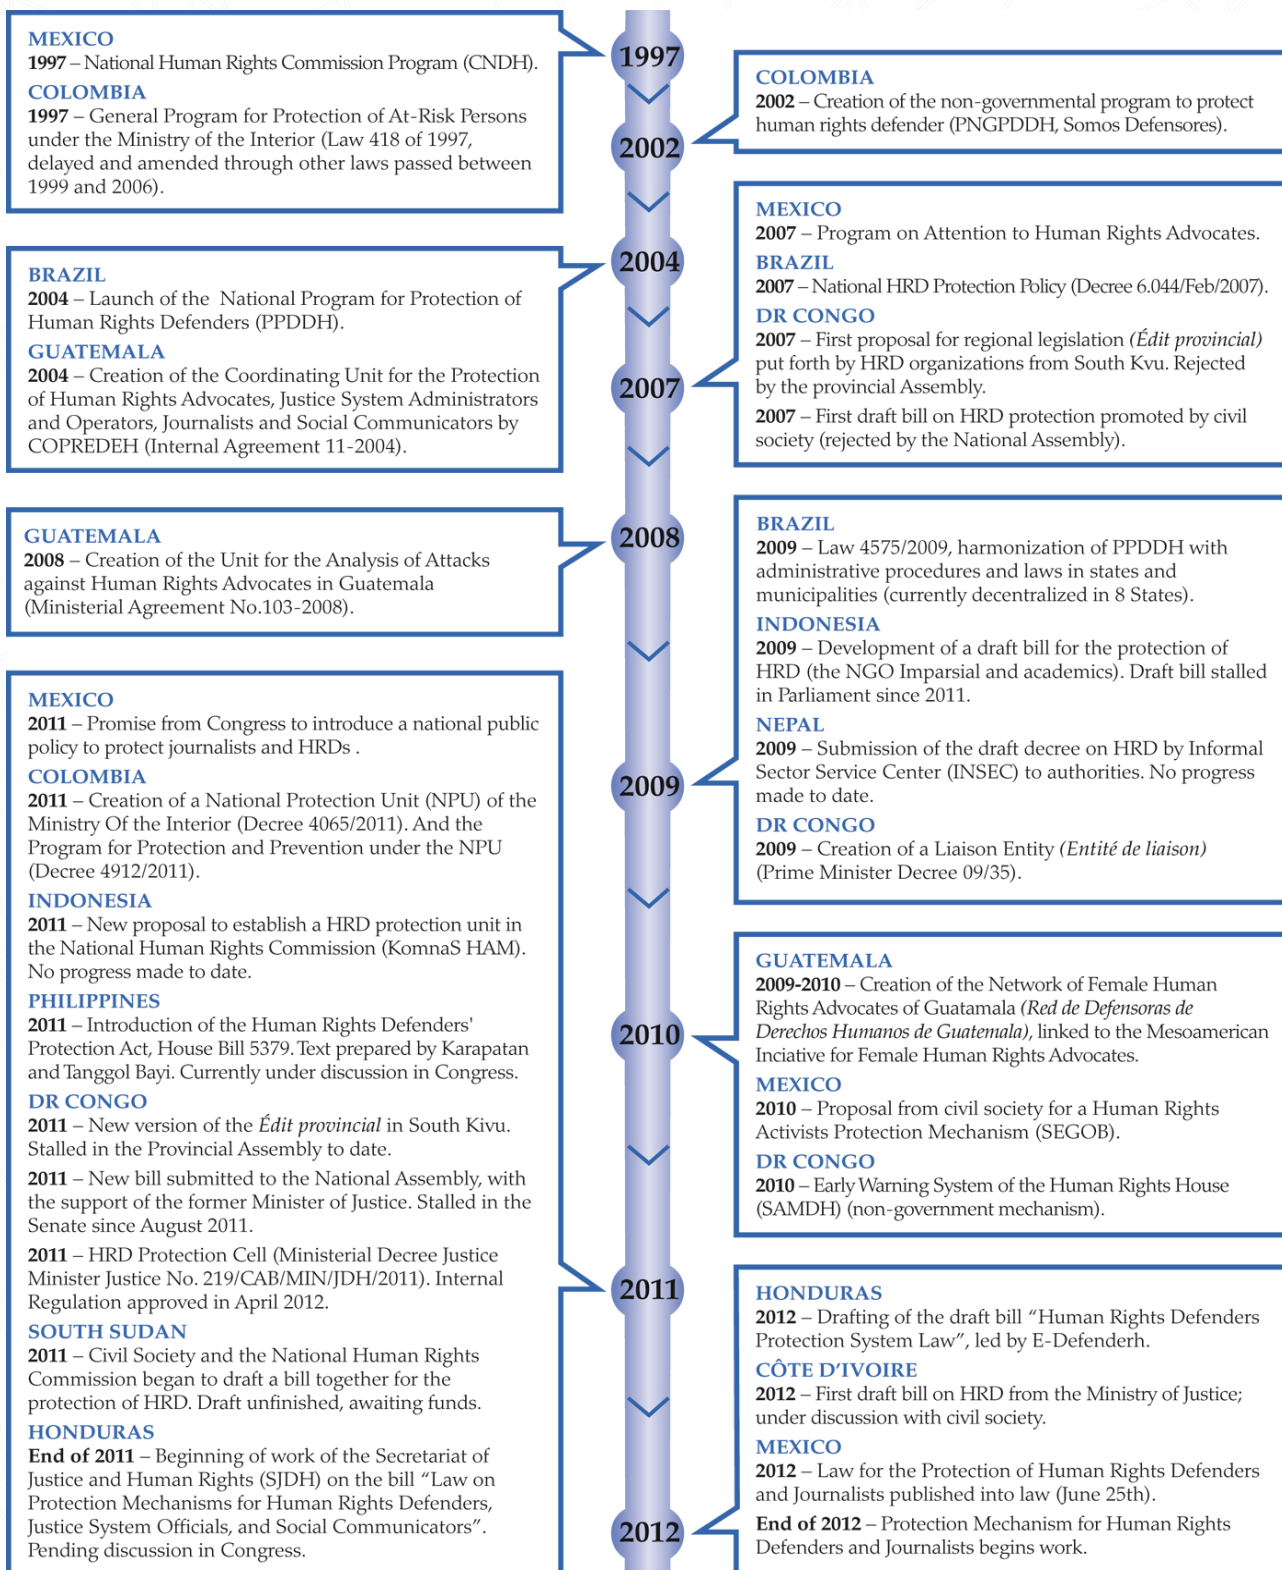 1997
MEXICO
1997 – National Human Rights Commission Program (CNDH).
COLOMBIA
1997 – General Program for Protection of At-Risk Persons
under the Ministry of the Interior (Law 418 of 1997,
delayed and amended through other laws passed between
1999 and 2006).
2002
COLOMBIA
2002 – Creation of the non-governmental program to protect
human rights defender (PNGPDDH, Somos Defensores).
2004
BRAZIL
2004 – Launch of the National Program for Protection of
Human Rights Defenders (PPDDH).
GUATEMALA
2004 – Creation of the Coordinating Unit for the Protection
of Human Rights Advocates, Justice System Administrators
and Operators, Journalists and Social Communicators by
COPREDEH (Internal Agreement 11-2004).
2007
MEXICO
2007 – Program on Attention to Human Rights Advocates.
BRAZIL
2007 – National HRD Protection Policy (Decree 6.044/Feb/2007).
DR CONGO
2007 – First proposal for regional legislation (Édit provincial)
put forth by HRD organizations from South Kvu. Rejected
by the provincial Assembly.
2007 – First draft bill on HRD protection promoted by civil
society (rejected by the National Assembly).
2008
GUATEMALA
2008 – Creation of the Unit for the Analysis of Attacks
against Human Rights Advocates in Guatemala
(Ministerial Agreement No.103-2008).
2009
BRAZIL
2009 – Law 4575/2009, harmonization of PPDDH with
administrative procedures and laws in states and
municipalities (currently decentralized in 8 States).
INDONESIA
2009 – Development of a draft bill for the protection of
HRD (the NGO Imparsial and academics). Draft bill stalled
in Parliament since 2011.
NEPAL
2009 – Submission of the draft decree on HRD by Informal
Sector Service Center (INSEC) to authorities. No progress
made to date.
DR CONGO
2009 – Creation of a Liaison Entity (Entité de liaison)
(Prime Minister Decree 09/35).
2010
GUATEMALA
2009-2010 – Creation of the Network of Female Human
Rights Advocates of Guatamala (Red de Defensoras de
Derechos Humanos de Guatemala), linked to the Mesoamerican
Inciative for Female Human Rights Advocates.
MEXICO
2010 – Proposal from civil society for a Human Rights
Activists Protection Mechanism (SEGOB).
DR CONGO
2010 – Early Warning System of the Human Rights House
(SAMDH) (non-government mechanism).
2011
MEXICO
2011 – Promise from Congress to introduce a national public
policy to protect journalists and HRDs .
COLOMBIA
2011 – Creation of a National Protection Unit (NPU) of the
Ministry Of the Interior (Decree 4065/2011). And the
Program for Protection and Prevention under the NPU
(Decree 4912/2011).
INDONESIA
2011 – New proposal to establish a HRD protection unit in
the National Human Rights Commission (KomnaS HAM).
No progress made to date.
PHILIPPINES
2011 – Introduction of the Human Rights Defenders'
Protection Act, House Bill 5379. Text prepared by Karapatan
and Tanggol Bayi. Currently under discussion in Congress.
DR CONGO
2011 – New version of the Édit provincial in South Kivu.
Stalled in the Provincial Assembly to date.
2011 – New bill submitted to the National Assembly, with
the support of the former Minister of Justice. Stalled in the
Senate since August 2011.
2011 – HRD Protection Cell (Ministerial Decree Justice
Minister Justice No. 219/CAB/MIN/JDH/2011). Internal
Regulation approved in April 2012.
SOUTH SUDAN
2011 – Civil Society and the National Human Rights
Commission began to draft a bill together for the
protection of HRD. Draft unfinished, awaiting funds.
HONDURAS
End of 2011 – Beginning of work of the Secretariat of
Justice and Human Rights (SJDH) on the bill “Law on
Protection Mechanisms for Human Rights Defenders,
Justice System Officials, and Social Communicators”.
Pending discussion in Congress.
2012
HONDURAS
2012 – Drafting of the draft bill “Human Rights Defenders
Protection System Law”, led by E-Defenderh.
CÔTE D’IVOIRE
2012 – First draft bill on HRD from the Ministry of Justice;
under discussion with civil society.
MEXICO
2012 – Law for the Protection of Human Rights Defenders
and Journalists published into law (June 25th).
End of 2012 – Protection Mechanism for Human Rights
Defenders and Journalists begins work.